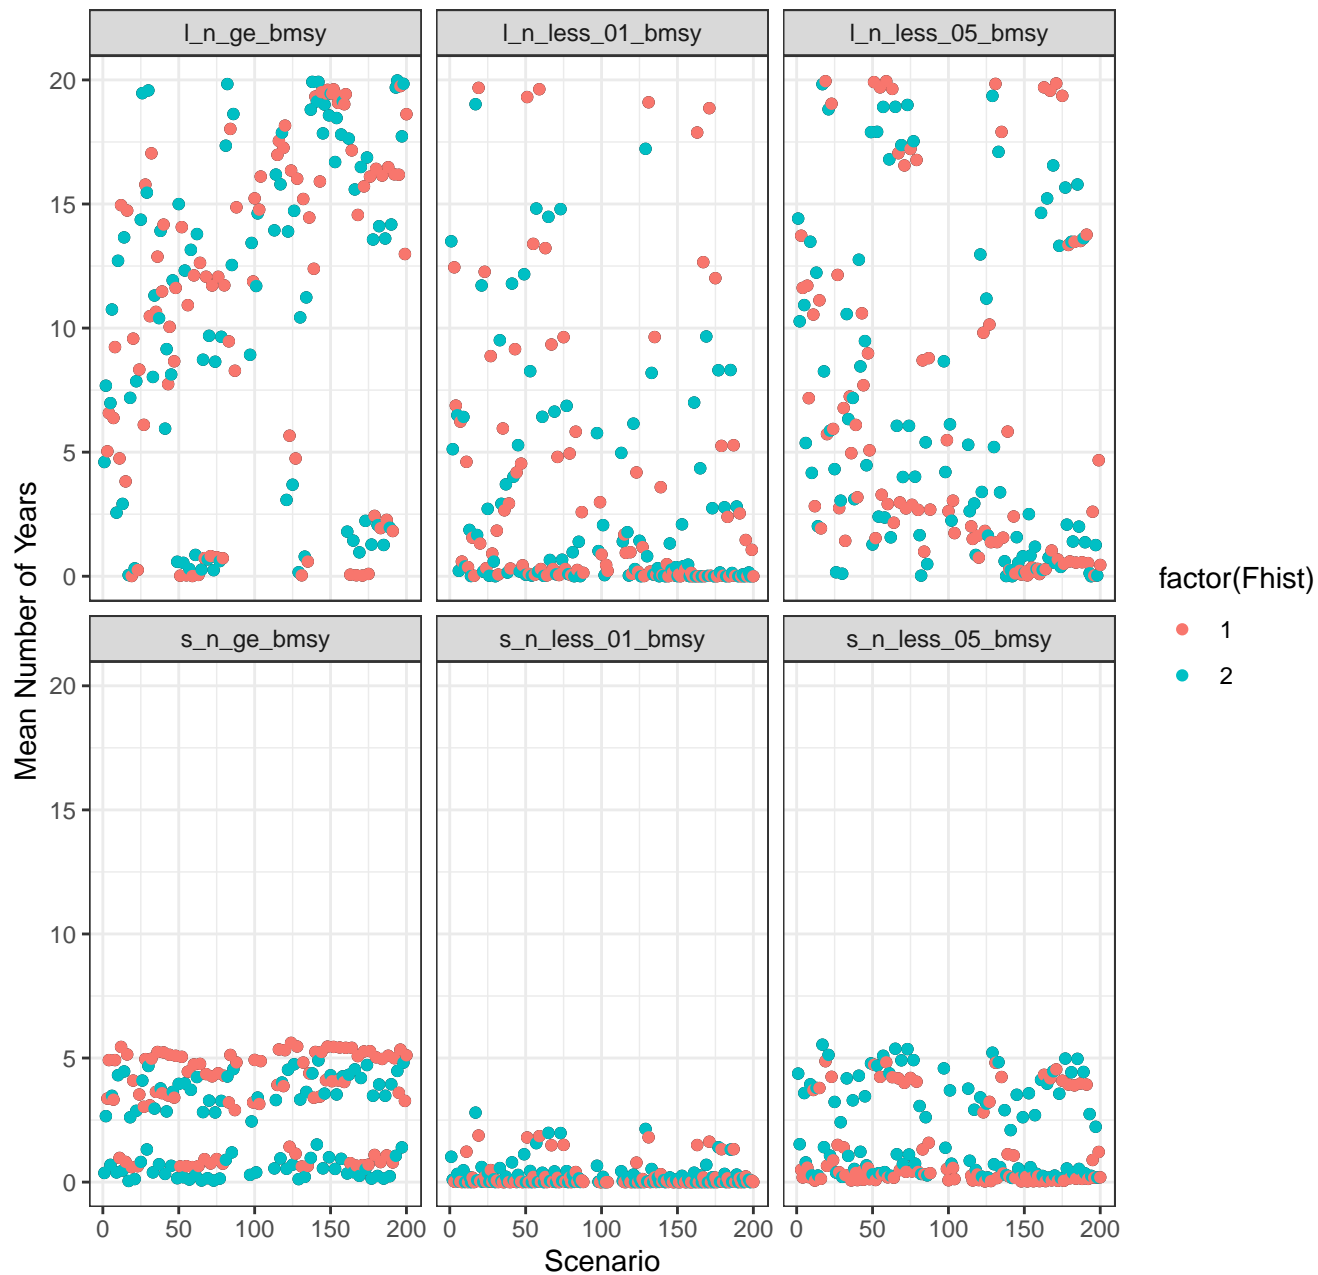 l_n_ge_bmsy
l_n_less_01_bmsy
l_n_less_05_bmsy
20
15
10
5
0
s_n_ge_bmsy
s_n_less_01_bmsy
s_n_less_05_bmsy
20
15
10
5
0
0 50 100 150 200
0 50 100 150 200
0 50 100 150 200
Scenario
Mean Number of Years
factor(Fhist)
1
2